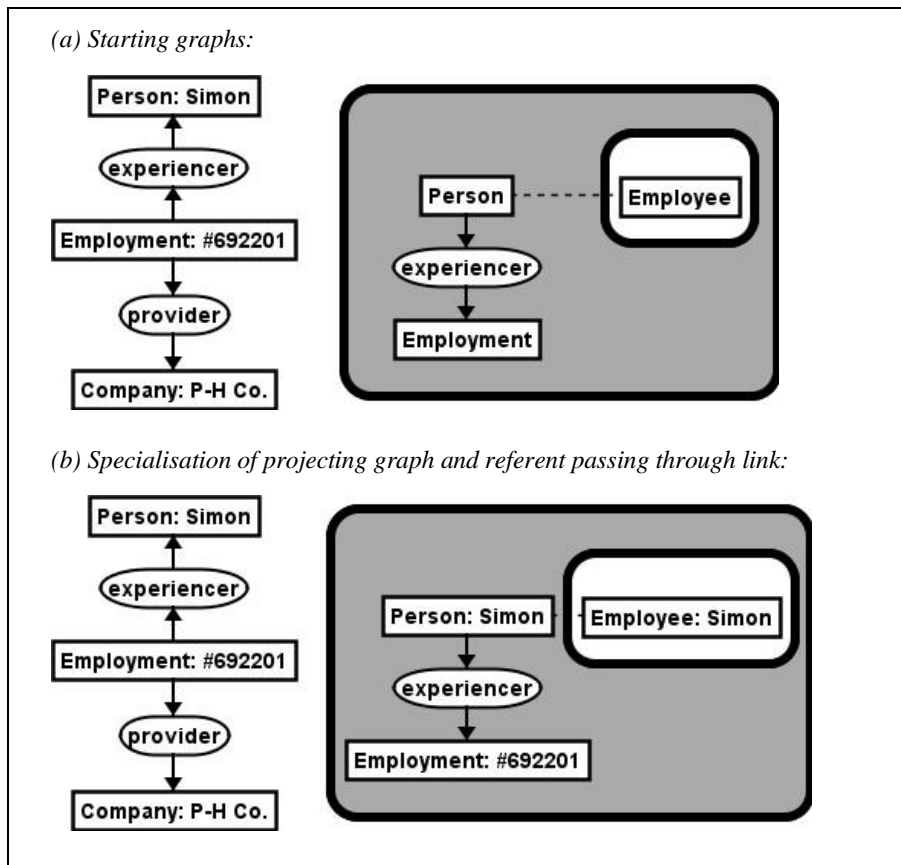 (a) Starting graphs:
Person: Simon
experiencer
Employment: #692201
provider
Company: P-H Co.
Person
Employee
experiencer
Employment
(b) Specialisation of projecting graph and referent passing through link:
Person: Simon
experiencer
Employment: #692201
provider
Company: P-H Co.
Person: Simon
Employee: Simon
experiencer
Employment: #692201